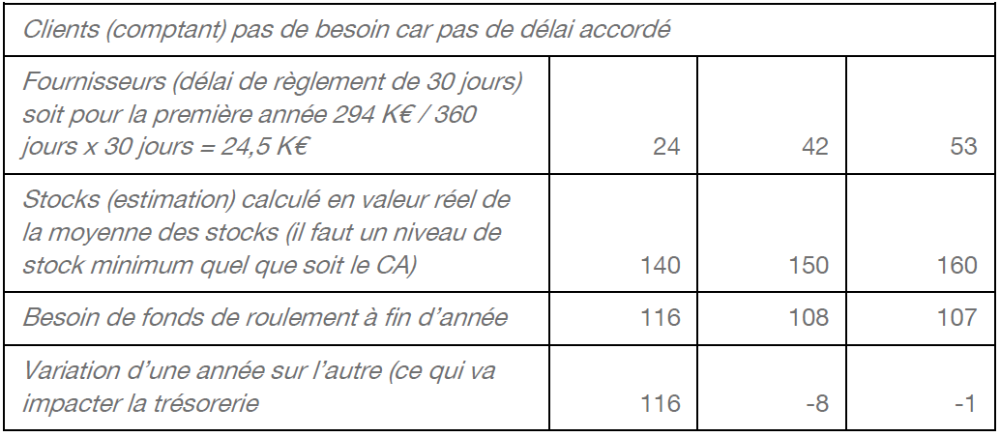 Clients (comptant) pas de besoin car pas de délai accordé
Fournisseurs (délai de règlement de 30 jours)
soit pour la première année 294 K€ / 360
jours x 30 jours = 24,5 K€ 24 42 53
Stocks (estimation) calculé en valeur réel de
la moyenne des stocks (il faut un niveau de
stock minimum quel que soit le CA) 140 150 160
Besoin de fonds de roulement à fin d’année 116 108 107
Variation d’une année sur l’autre (ce qui va
impacter la trésorerie 116 -8 -1